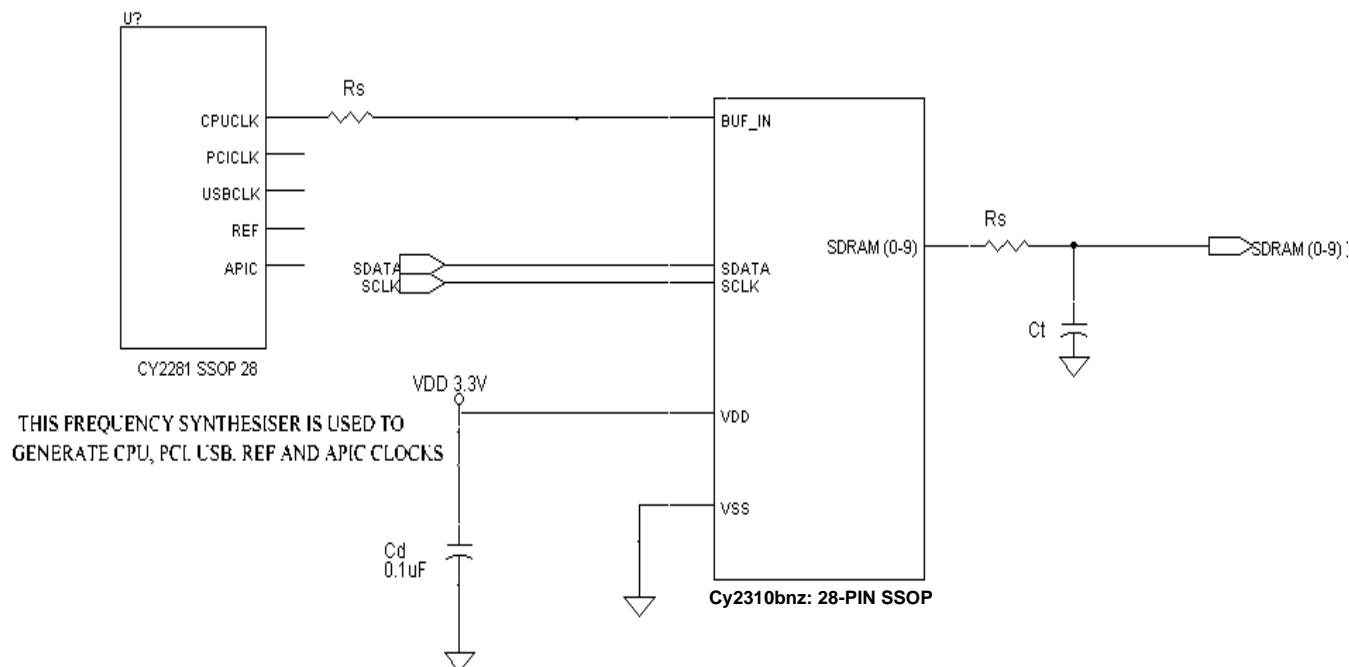 U?
CPUCLK
PCICLK
USBCLK
REF
APIC
CY2281 SSOP 28
THIS FREQUENCY SYNTHESISER IS USED TO
GENERATE CPU, PCI. USB. REF AND APIC CLOCKS
Rs
SDATA
SCLK
VDD 3.3V
Cd
0.1uF
BUF_IN
SDATA
SCLK
VDD
VSS
SDRAM (0-9)
Cy2310bnz: 28-PIN SSOP
Rs
Ct
SDRAM (0-9)